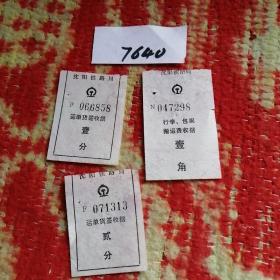 7640
沈阳铁路局
P 066858
运单货签收据
壹
分
沈阳铁路局
N 047298
行李、包裹
搬运费收据
壹
角
沈阳铁路局
P 071313
运单货签收据
贰
分